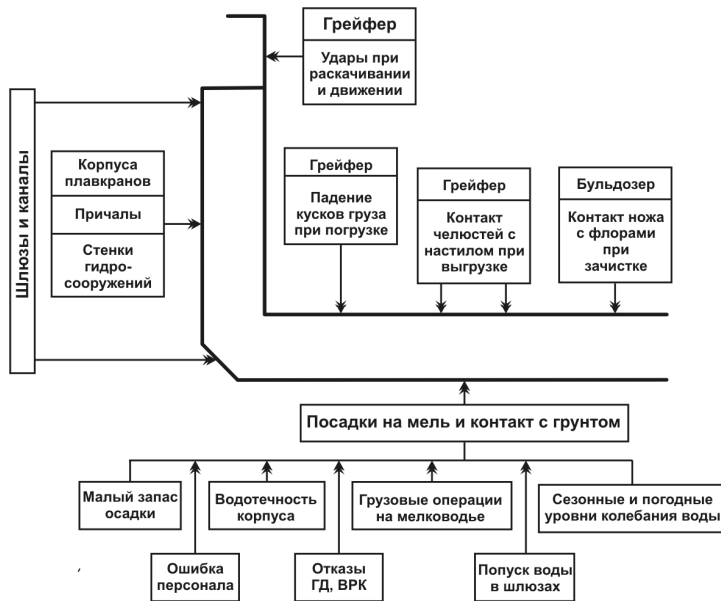 Грейфер
Удары при
раскачивании
и движении
Шлюзы и каналы
Корпуса
плавкранов
Причалы
Стенки
гидро-
сооружений
Грейфер
Падение
кусков груза
при погрузке
Грейфер
Контакт
челюстей с
настилом при
выгрузке
Бульдозер
Контакт ножа
с флорами
при
зачистке
Посадки на мель и контакт с грунтом
Малый запас
осадки
Водотечность
корпуса
Грузовые операции
на мелководье
Сезонные и погодные
уровни колебания воды
Ошибка
персонала
Отказы
ГД, ВРК
Попуск воды
в шлюзах